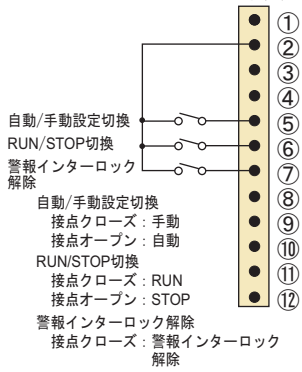 ①
②
③
④
自動/手動設定切換
⑤
RUN/STOP切換
⑥
警報インターロック
解除
⑦
自動/手動設定切換
⑧
接点クローズ：手動
⑨
接点オープン：自動
⑩
RUN/STOP切換
接点クローズ：RUN
⑪
接点オープン：STOP
⑫
警報インターロック解除
接点クローズ：警報インターロック
解除